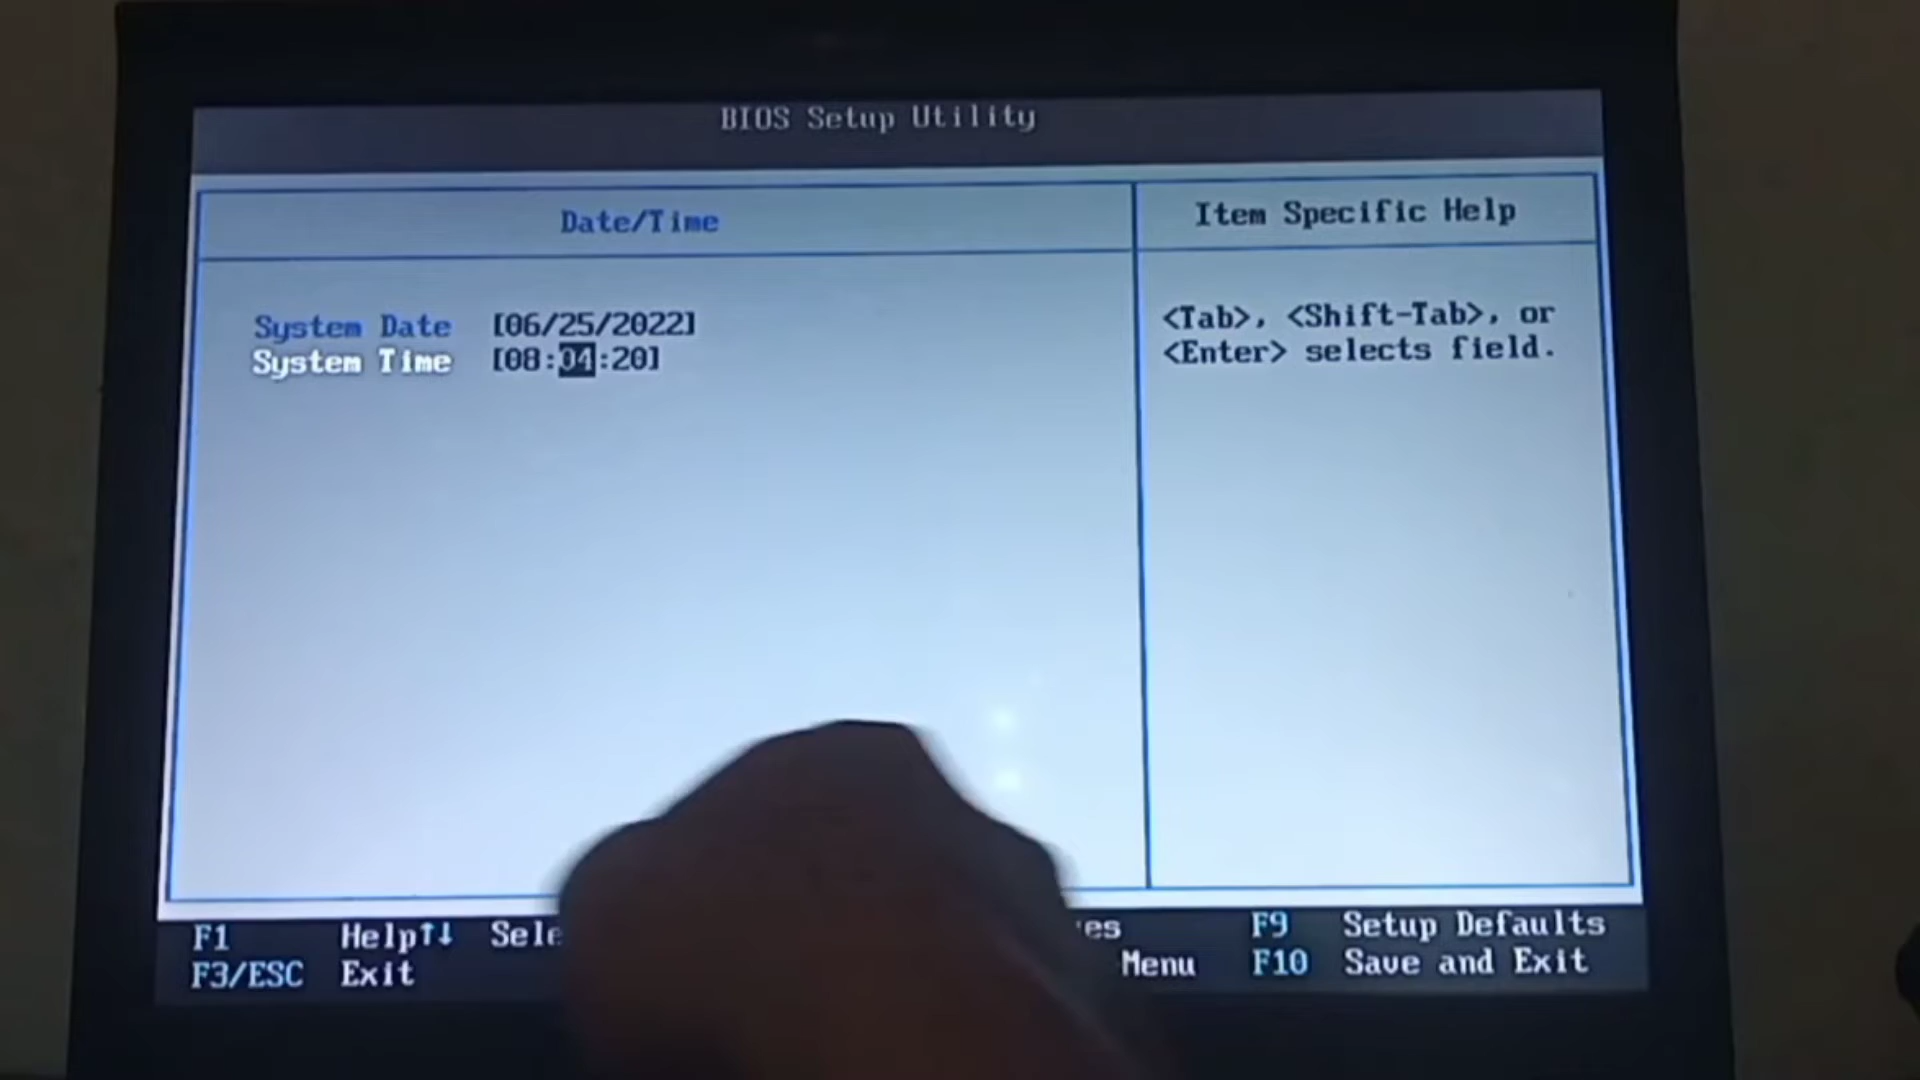 BIOS Setup Utility
Date/Time
System Date [06/25/2022]
System Time [08:04:20]
Item Specific Help
<Tab>, <Shift-Tab>, or
<Enter> selects field.
F1 Help↑↓ F9 Setup Defaults
F3/ESC Exit Menu F10 Save and Exit